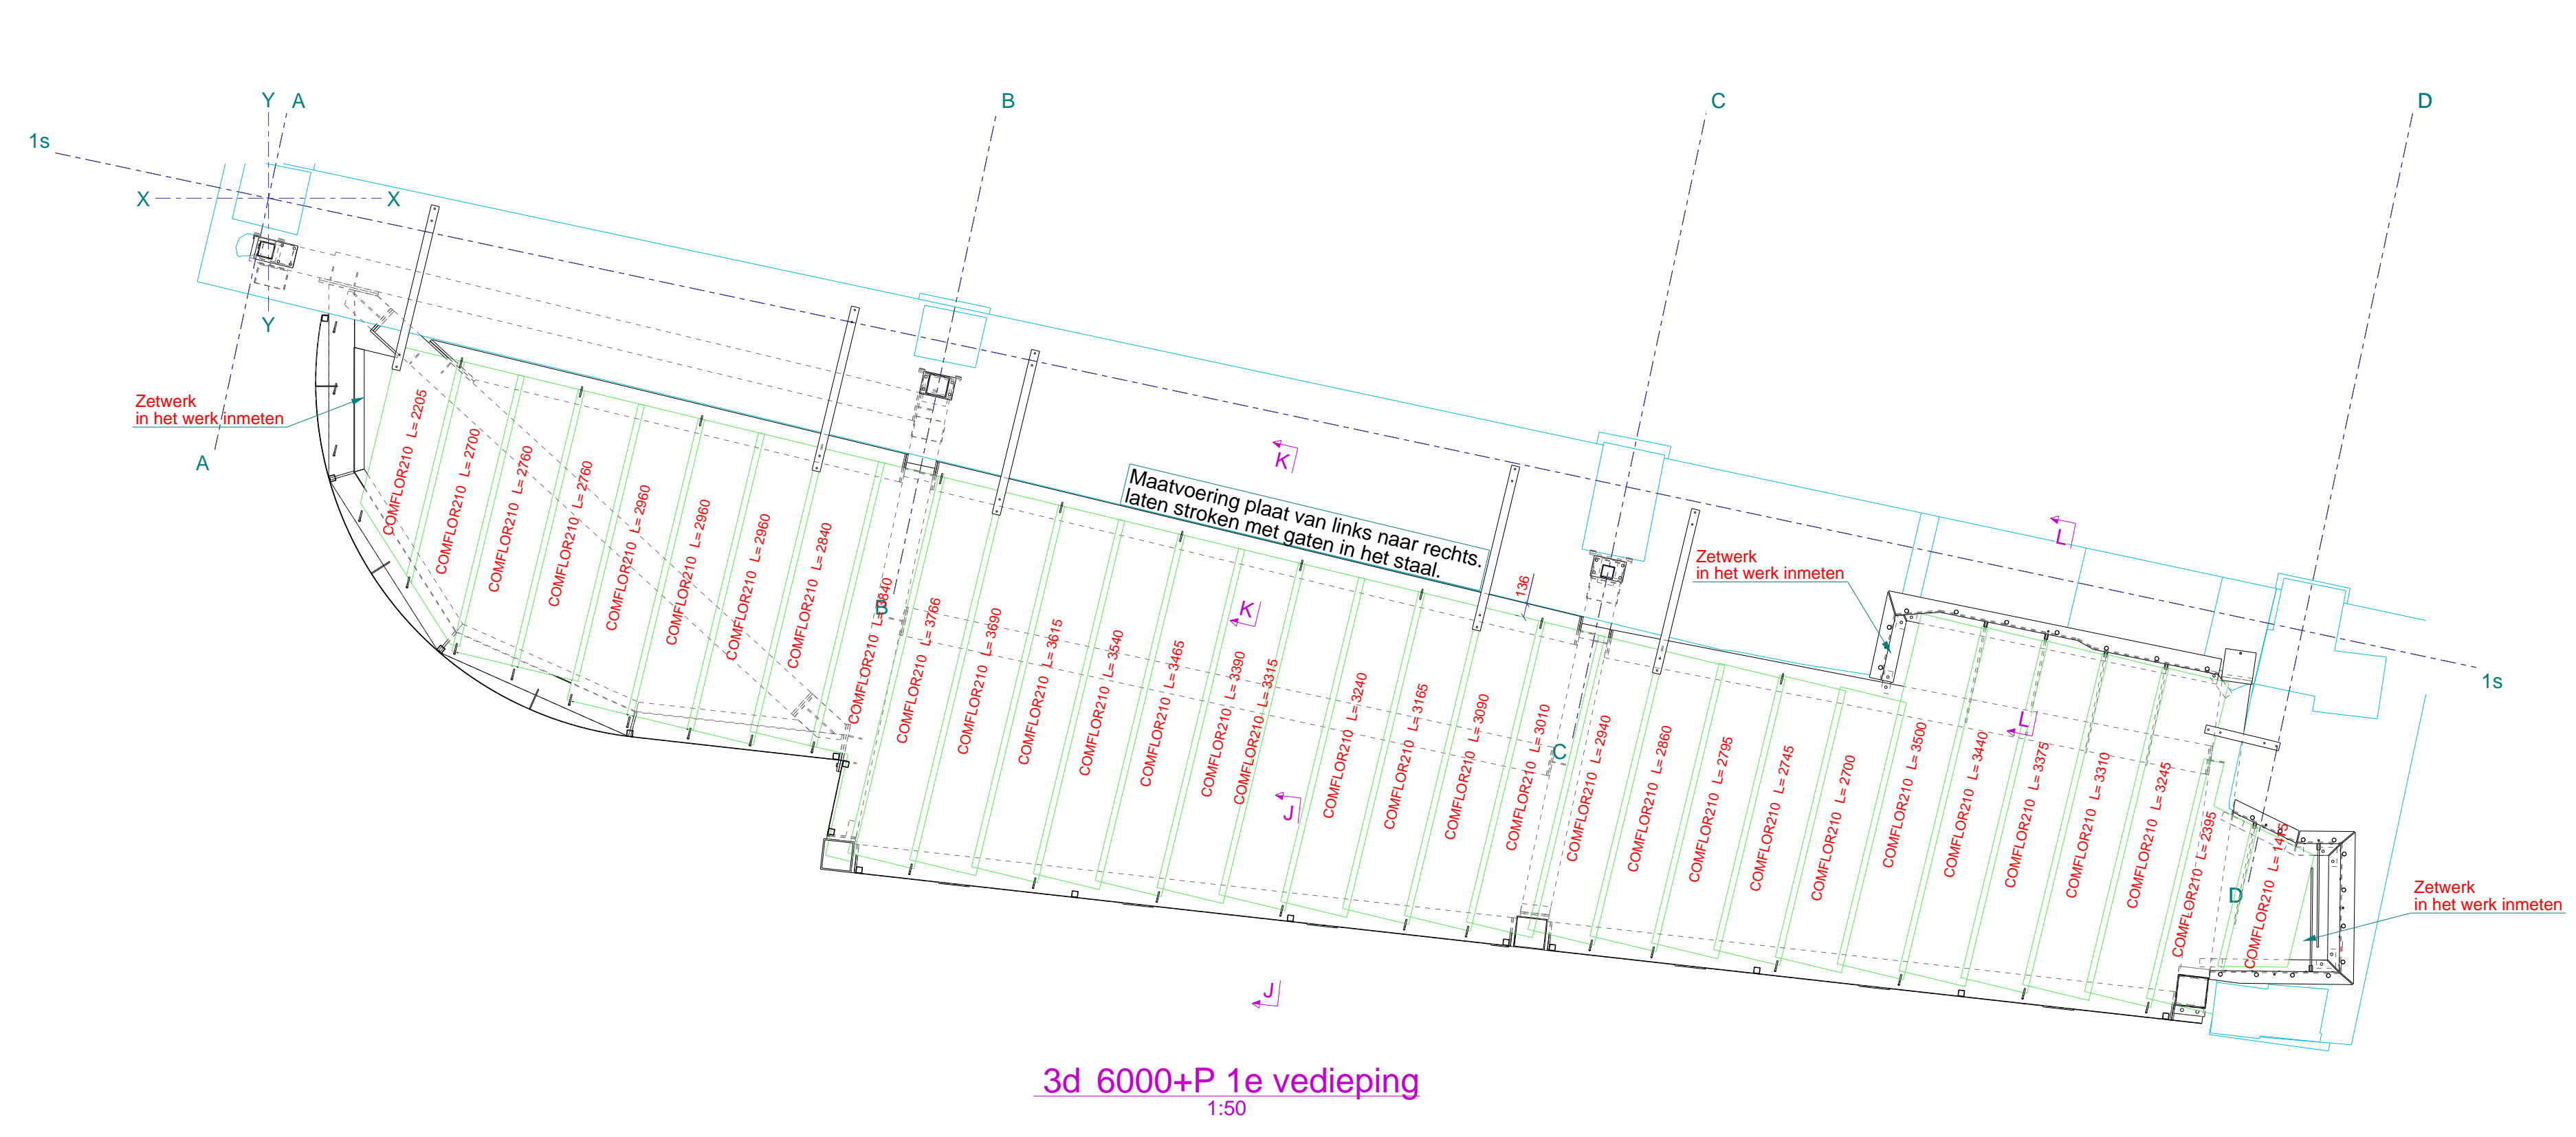 Y A
B
C
D
1s
X X
Y
A
Zetwerk
in het werk inmeten
COMFLOR210 L= 2205
COMFLOR210 L= 2700
COMFLOR210 L= 2760
COMFLOR210 L= 2760
COMFLOR210 L= 2960
COMFLOR210 L= 2960
COMFLOR210 L= 2960
COMFLOR210 L= 2840
COMFLOR210 L= 3840
B
COMFLOR210 L= 3766
COMFLOR210 L= 3690
COMFLOR210 L= 3615
COMFLOR210 L= 3540
COMFLOR210 L= 3465
COMFLOR210 L= 3390
COMFLOR210 L= 3315
COMFLOR210 L= 3240
COMFLOR210 L= 3165
COMFLOR210 L= 3090
COMFLOR210 L= 3010
COMFLOR210 L= 2940
COMFLOR210 L= 2860
COMFLOR210 L= 2795
COMFLOR210 L= 2745
COMFLOR210 L= 2700
COMFLOR210 L= 3500
COMFLOR210 L= 3440
COMFLOR210 L= 3375
COMFLOR210 L= 3310
COMFLOR210 L= 3245
COMFLOR210 L= 2395
COMFLOR210
Maatvoering plaat van links naar rechts.
laten stroken met gaten in het staal.
136
K
K
J
J
C
Zetwerk
in het werk inmeten
L
L
1s
D
Zetwerk
in het werk inmeten
3d 6000+P 1e vedieping
1:50